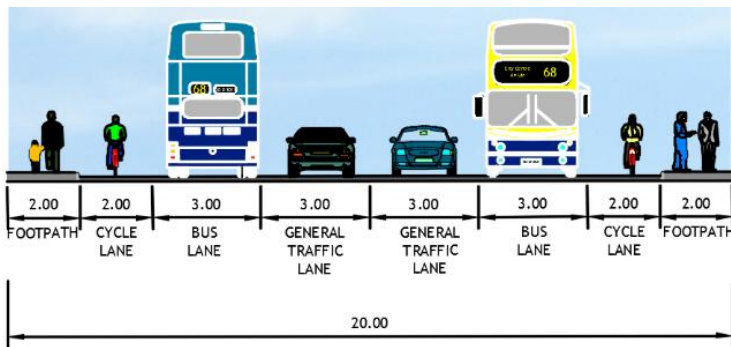 68
68
2.00
2.00
3.00
3.00
3.00
3.00
2.00
2.00
FOOTPATH
CYCLE
LANE
BUS
LANE
GENERAL
TRAFFIC
LANE
GENERAL
TRAFFIC
LANE
BUS
LANE
CYCLE
LANE
FOOTPATH
20.00